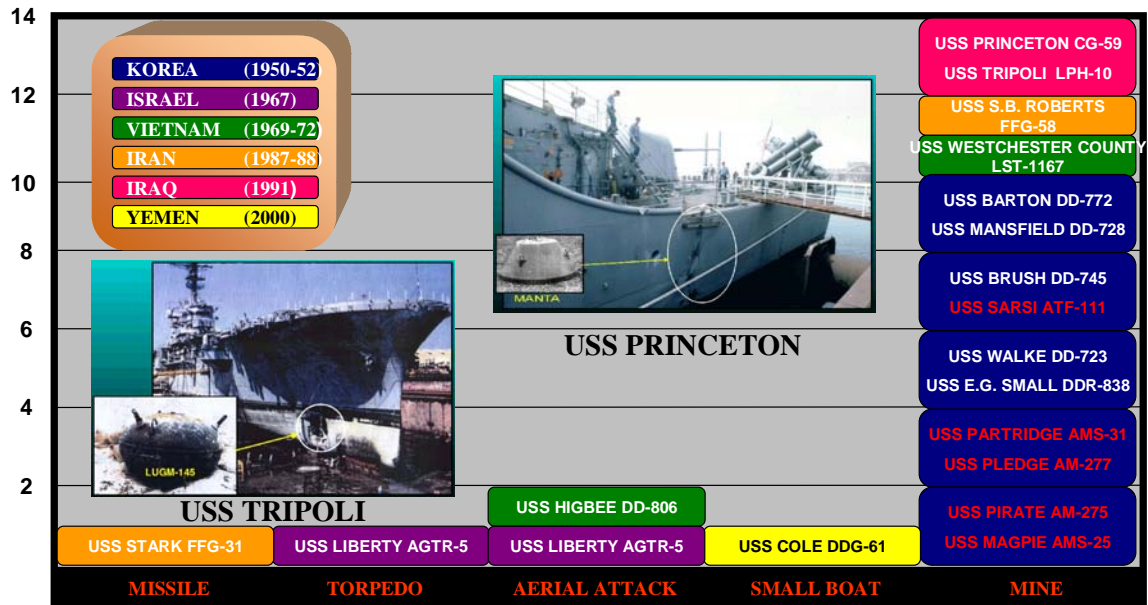 14
12
10
8
6
4
2
KOREA (1950-52)
ISRAEL (1967)
VIETNAM (1969-72)
IRAN (1987-88)
IRAQ (1991)
YEMEN (2000)
MANTA
USS PRINCETON
LUGM-145
USS TRIPOLI
USS PRINCETON CG-59
USS TRIPOLI LPH-10
USS S.B. ROBERTS
FFG-58
USS WESTCHESTER COUNTY
LST-1167
USS BARTON DD-772
USS MANSFIELD DD-728
USS BRUSH DD-745
USS SARSI ATF-111
USS WALKE DD-723
USS E.G. SMALL DDR-838
USS PARTRIDGE AMS-31
USS PLEDGE AM-277
USS PIRATE AM-275
USS MAGPIE AMS-25
USS HIGBEE DD-806
USS STARK FFG-31
USS LIBERTY AGTR-5
USS LIBERTY AGTR-5
USS COLE DDG-61
MISSILE
TORPEDO
AERIAL ATTACK
SMALL BOAT
MINE